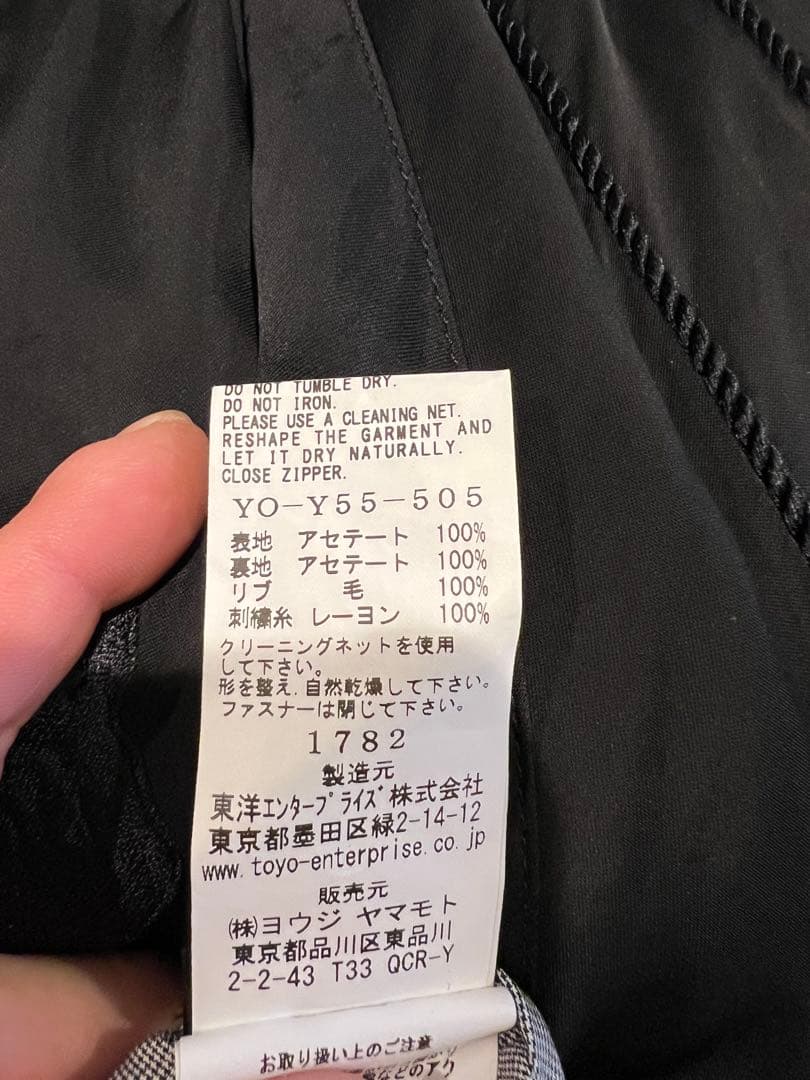 DO NOT TUMBLE DRY.
DO NOT IRON.
PLEASE USE A CLEANING NET.
RESHAPE THE GARMENT AND
LET IT DRY NATURALLY.
CLOSE ZIPPER.
YO-Y55-505
表地 アセテート 100%
裏地 アセテート 100%
リブ 毛 100%
刺繍糸 レーヨン 100%
クリーニングネットを使用
して下さい。
形を整え.自然乾燥して下さい。
ファスナーは閉じて下さい。
1782
製造元
東洋ｴﾝﾀｰﾌﾟﾗｲｽﾞ株式会社
東京都墨田区緑2-14-12
www.toyo-enterprise.co.jp
販売元
㈱ヨウジ ヤマモト
東京都品川区東品川
2-2-43 T33 QCR-Y
お取り扱い上のご注意
などのアク